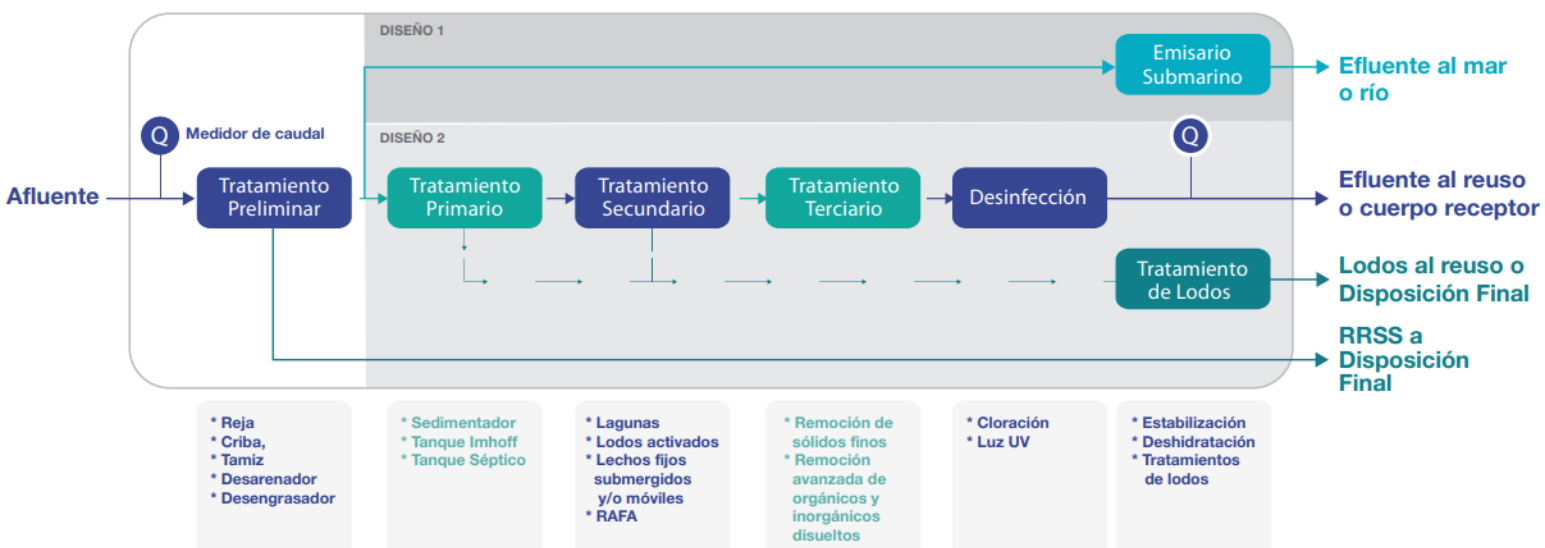 DISEÑO 1
Emisario
Submarino
Efluente al mar
o río
Q
Medidor de caudal
DISEÑO 2
Q
Afluente
Tratamiento
Preliminar
Tratamiento
Primario
Tratamiento
Secundario
Tratamiento
Terciario
Desinfección
Efluente al reuso
o cuerpo receptor
Tratamiento
de Lodos
Lodos al reuso o
Disposición Final
RRSS a
Disposición
Final
* Reja
* Criba,
* Tamiz
* Desarenador
* Desengrasador
* Sedimentador
* Tanque Imhoff
* Tanque Séptico
* Lagunas
* Lodos activados
* Lechos fijos
submergidos
y/o móviles
* RAFA
* Remoción de
sólidos finos
* Remoción
avanzada de
orgánicos y
inorgánicos
disueltos
* Cloración
* Luz UV
* Estabilización
* Deshidratación
* Tratamientos
de lodos